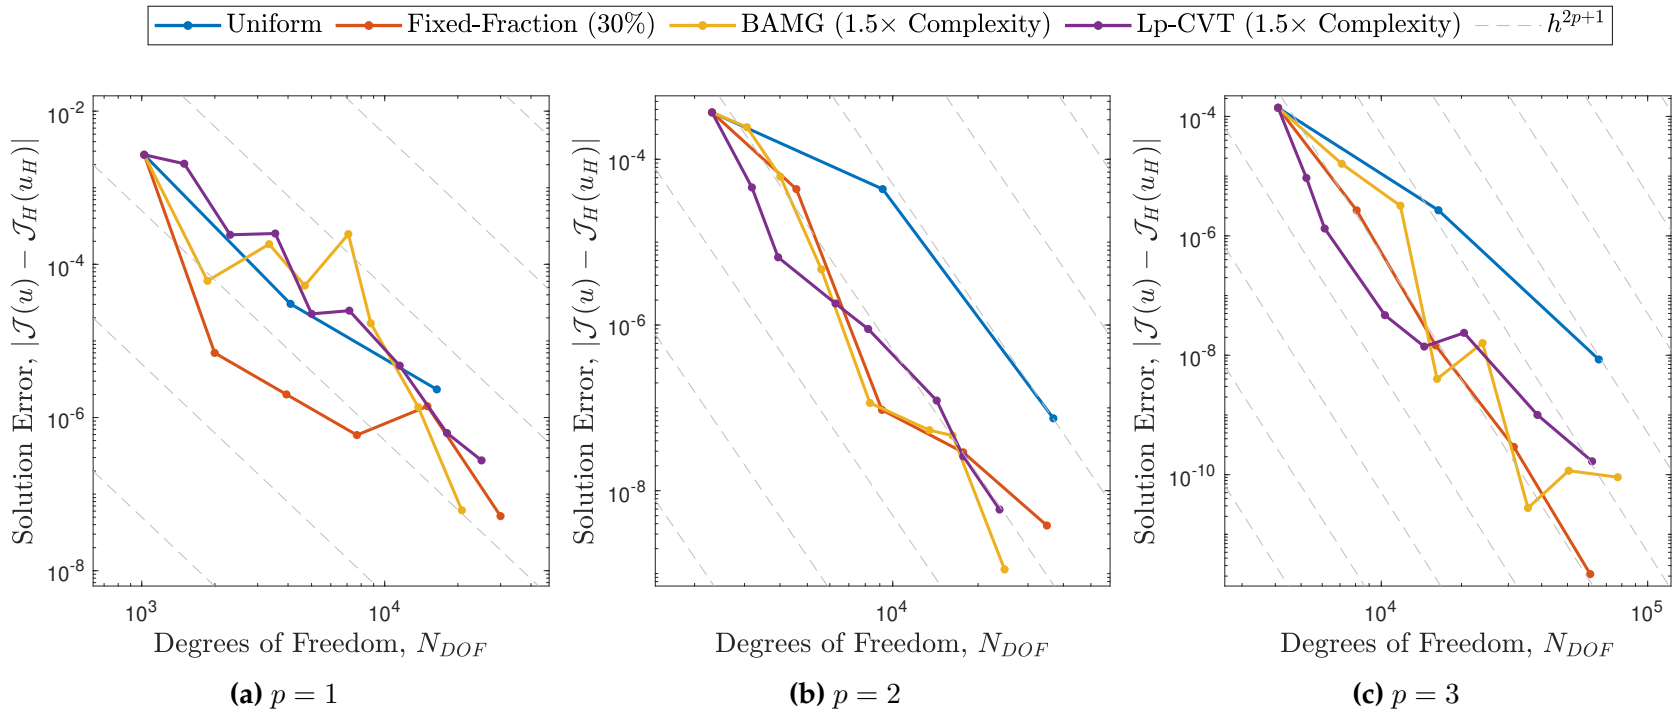 Uniform Fixed-Fraction (30%) BAMG (1.5× Complexity) Lp-CVT (1.5× Complexity) h^{2p+1}
Solution Error, |𝒥(u) − 𝒥_H(u_H)|
10^{-2}
10^{-4}
10^{-6}
10^{-8}
10^3 10^4
Degrees of Freedom, N_{DOF}
(a) p = 1
Solution Error, |𝒥(u) − 𝒥_H(u_H)|
10^{-4}
10^{-6}
10^{-8}
10^4
Degrees of Freedom, N_{DOF}
(b) p = 2
Solution Error, |𝒥(u) − 𝒥_H(u_H)|
10^{-4}
10^{-6}
10^{-8}
10^{-10}
10^4 10^5
Degrees of Freedom, N_{DOF}
(c) p = 3